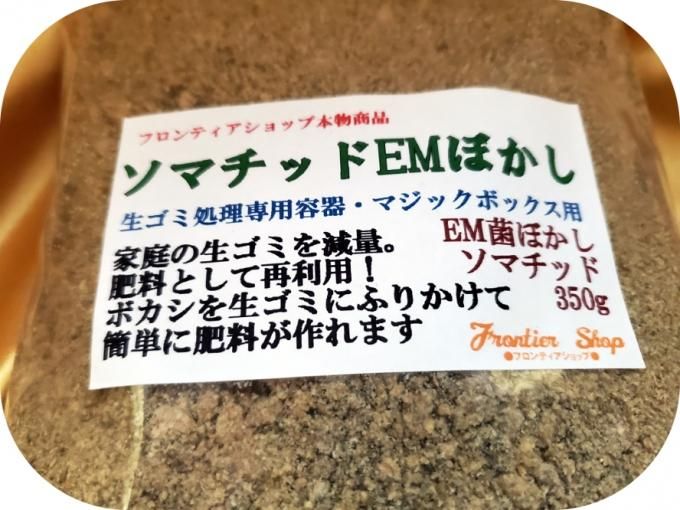 フロンティアショップ本物商品
ソマチッドEMぼかし
生ゴミ処理専用容器・マジックボックス用
家庭の生ゴミを減量。
肥料として再利用！
ボカシを生ゴミにふりかけて
簡単に肥料が作れます
EM菌ぼかし
ソマチッド
350g
Frontier Shop
●フロンティアショップ●